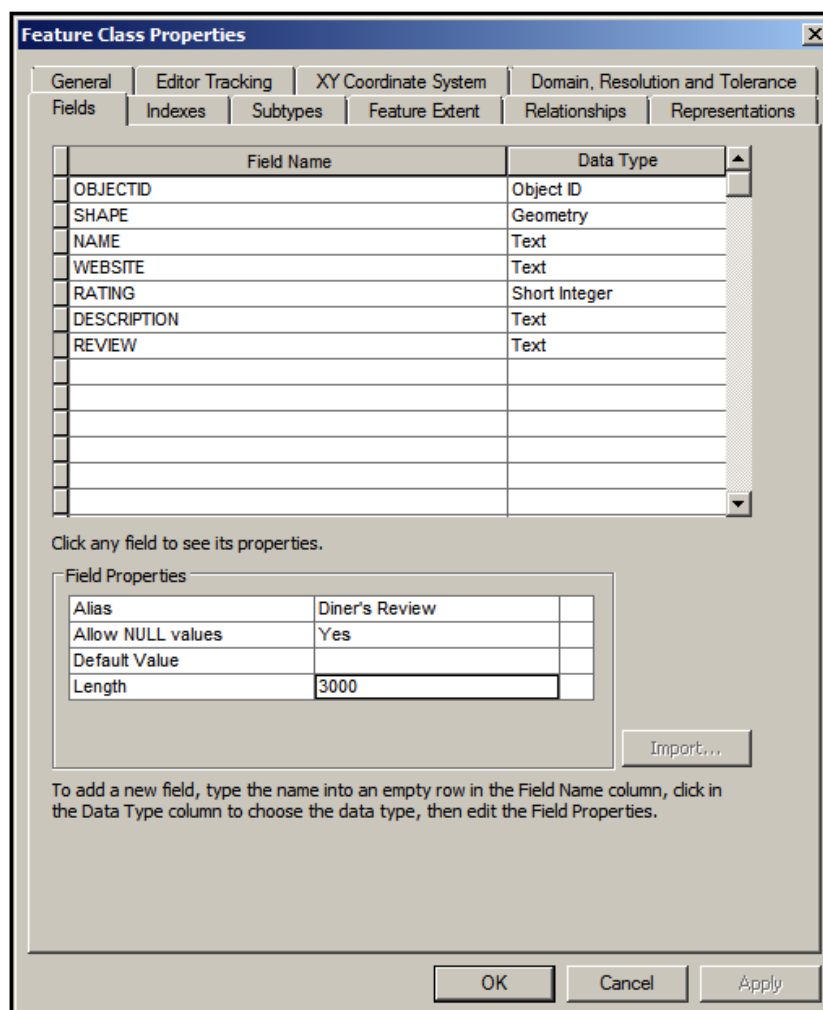 Feature Class Properties
General Editor Tracking XY Coordinate System Domain, Resolution and Tolerance
Fields Indexes Subtypes Feature Extent Relationships Representations
Field Name Data Type
OBJECTID Object ID
SHAPE Geometry
NAME Text
WEBSITE Text
RATING Short Integer
DESCRIPTION Text
REVIEW Text
Click any field to see its properties.
Field Properties
Alias Diner's Review
Allow NULL values Yes
Default Value
Length 3000
Import...
To add a new field, type the name into an empty row in the Field Name column, click in
the Data Type column to choose the data type, then edit the Field Properties.
OK Cancel Apply